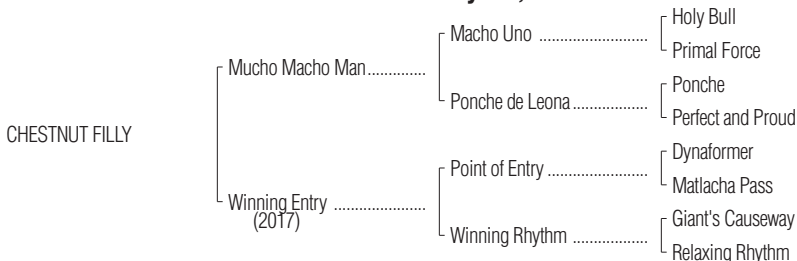 Holy Bull
Macho Uno ........................
Primal Force
Mucho Macho Man..............
Ponche
Ponche de Leona.................
Perfect and Proud
CHESTNUT FILLY
Dynaformer
Point of Entry .......................
Matlacha Pass
Winning Entry ......................
(2017)
Giant's Causeway
Winning Rhythm .................
Relaxing Rhythm